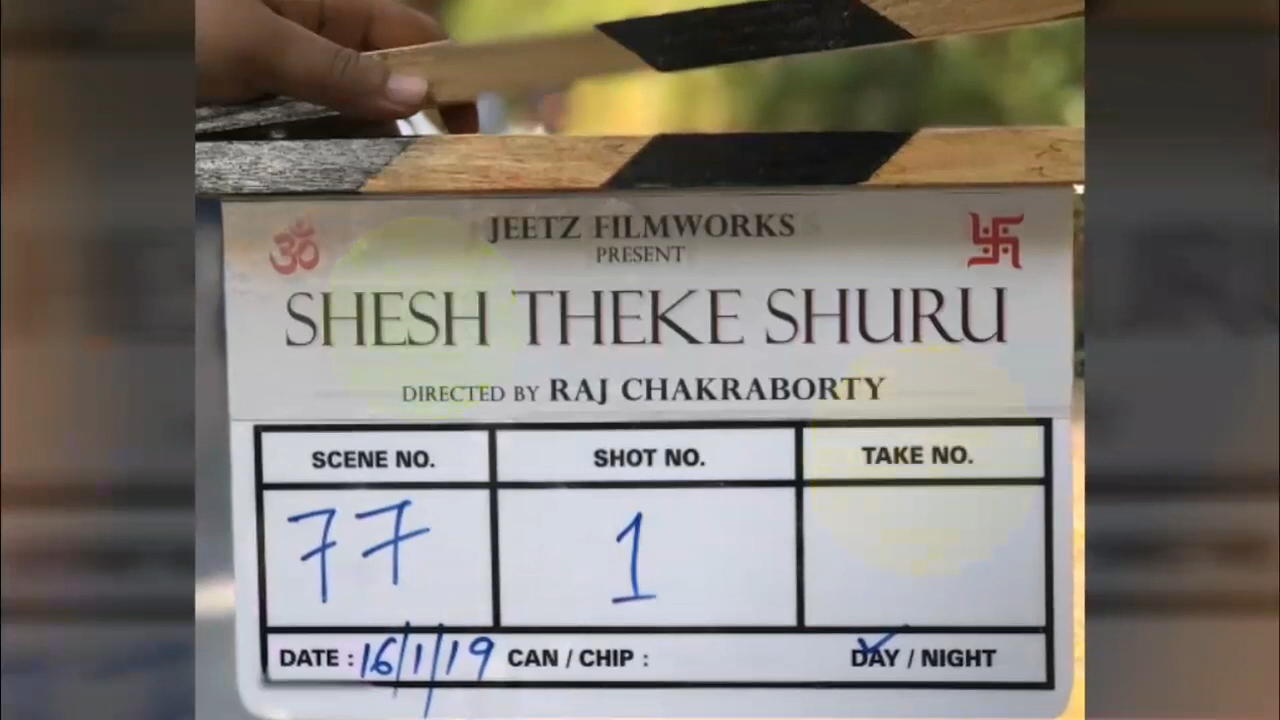 ॐ
JEETZ FILMWORKS
PRESENT
SHESH THEKE SHURU
DIRECTED BY RAJ CHAKRABORTY
SCENE NO. SHOT NO. TAKE NO.
77 1
DATE : 16/1/19 CAN / CHIP : DAY / NIGHT